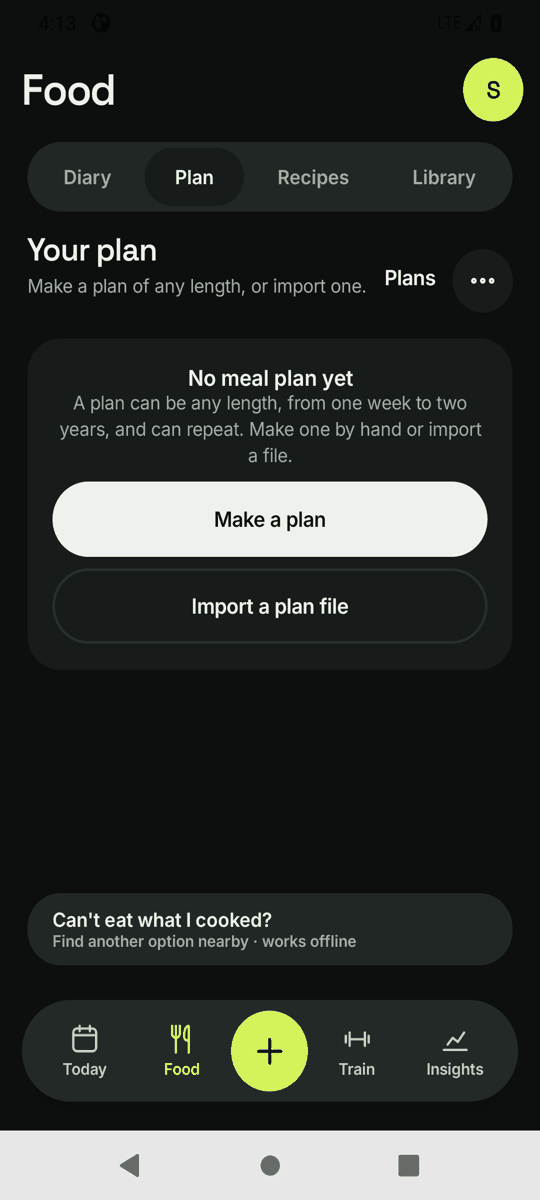 4:13
LTE
Food
S
Diary
Plan
Recipes
Library
Your plan
Make a plan of any length, or import one.
Plans
No meal plan yet
A plan can be any length, from one week to two
years, and can repeat. Make one by hand or import
a file.
Make a plan
Import a plan file
Can't eat what I cooked?
Find another option nearby · works offline
Today
Food
Train
Insights